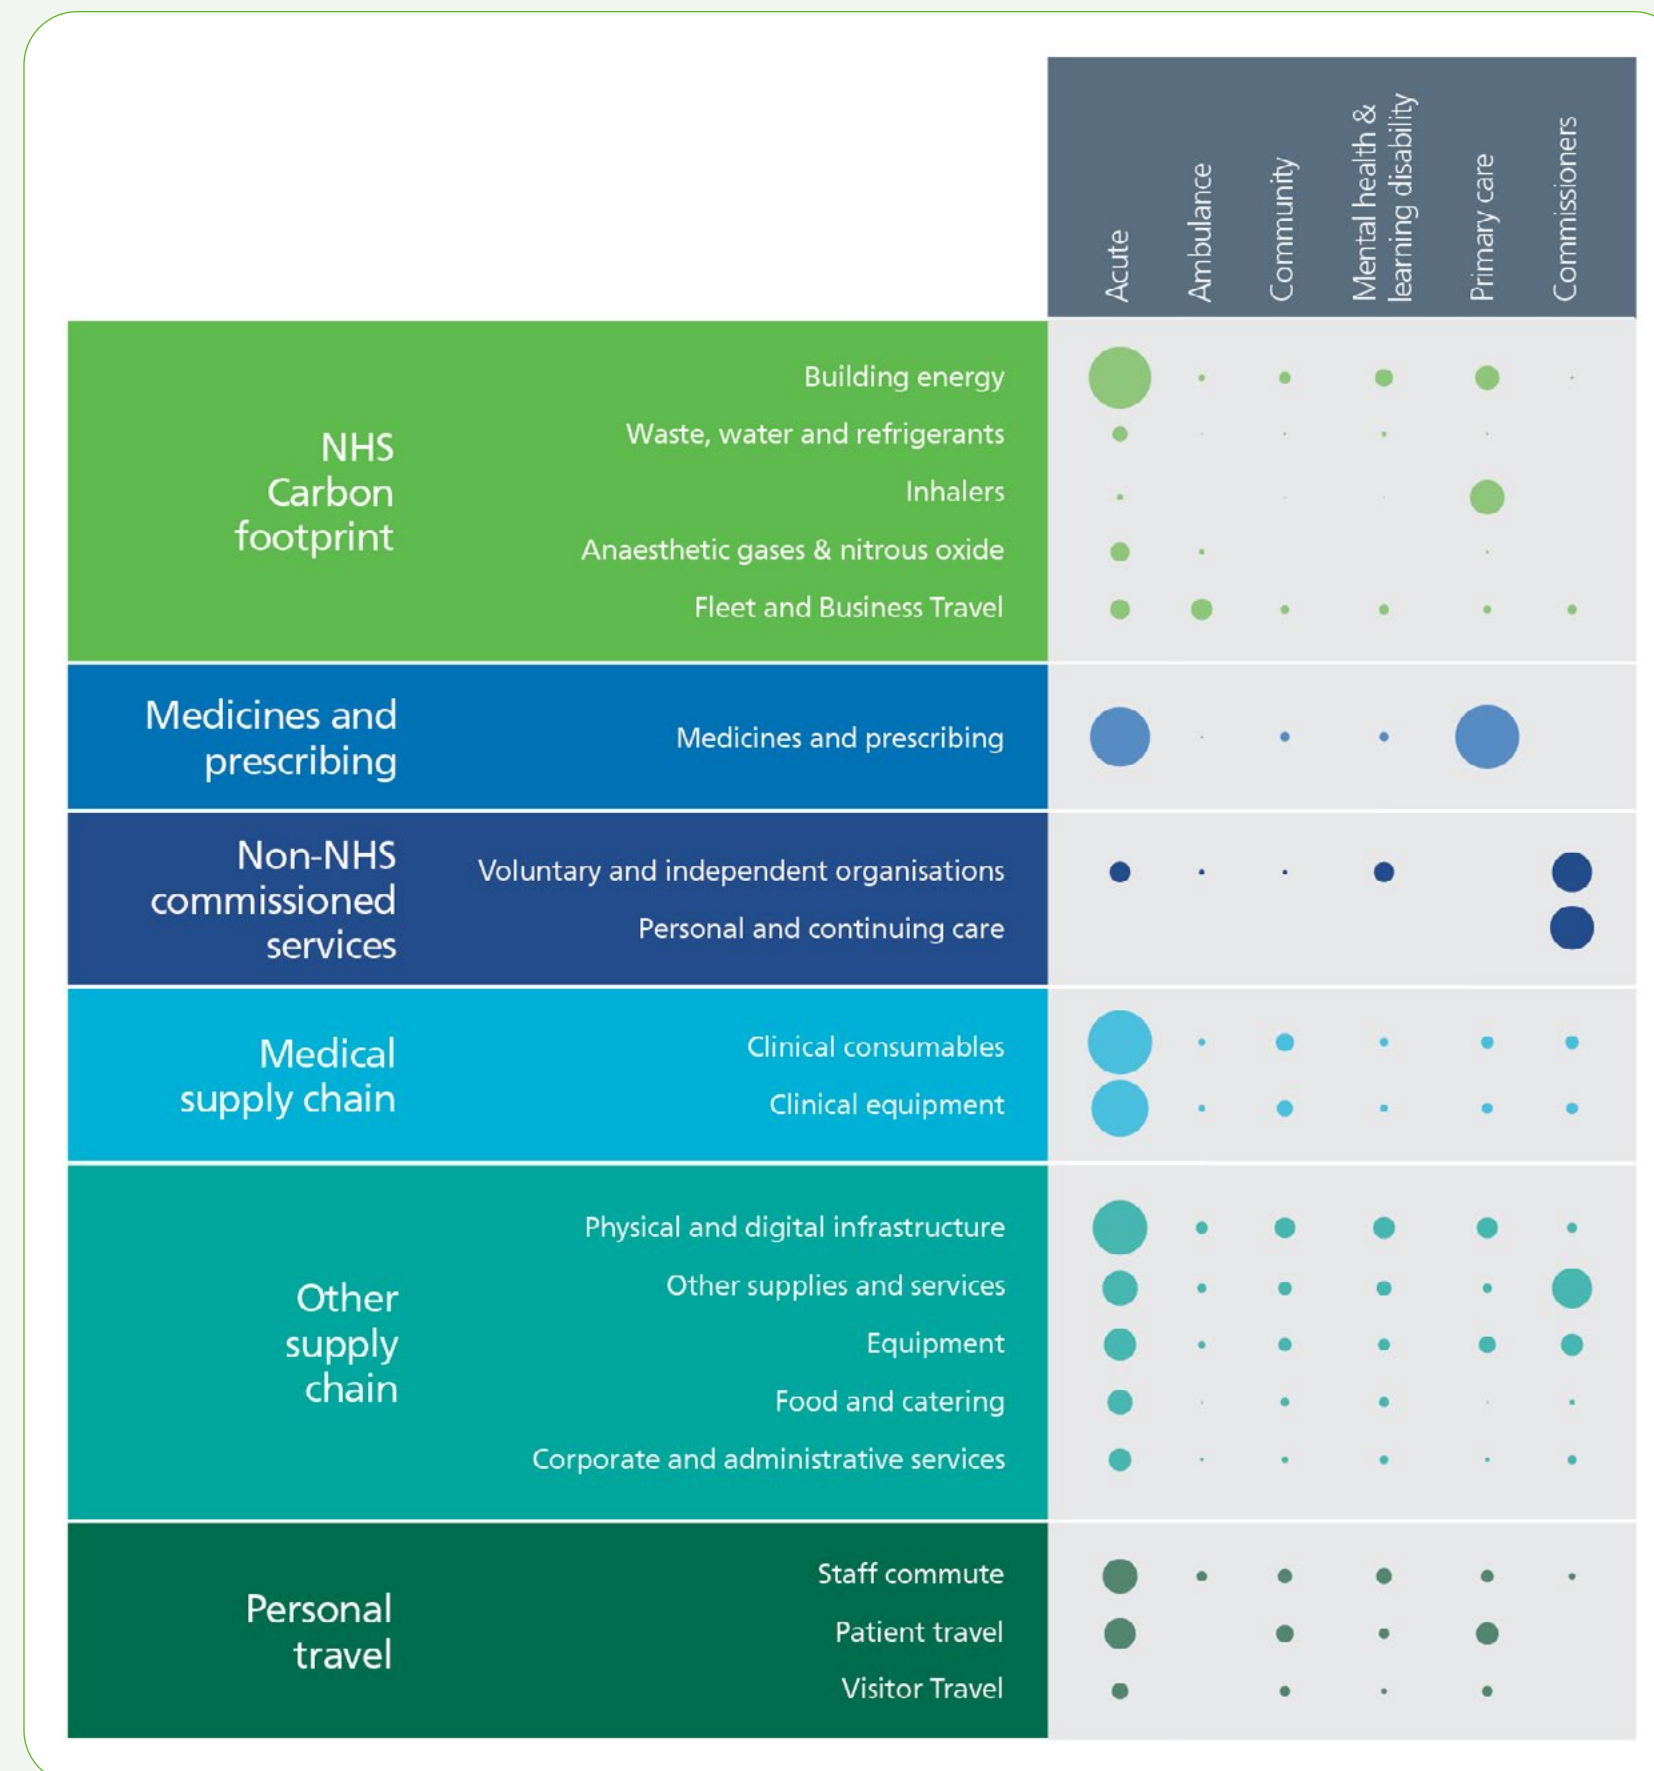 Acute
Ambulance
Community
Mental health &
learning disability
Primary care
Commissioners
NHS
Carbon
footprint
Building energy
Waste, water and refrigerants
Inhalers
Anaesthetic gases & nitrous oxide
Fleet and Business Travel
Medicines and
prescribing
Medicines and prescribing
Non-NHS
commissioned
services
Voluntary and independent organisations
Personal and continuing care
Medical
supply chain
Clinical consumables
Clinical equipment
Other
supply
chain
Physical and digital infrastructure
Other supplies and services
Equipment
Food and catering
Corporate and administrative services
Personal
travel
Staff commute
Patient travel
Visitor Travel